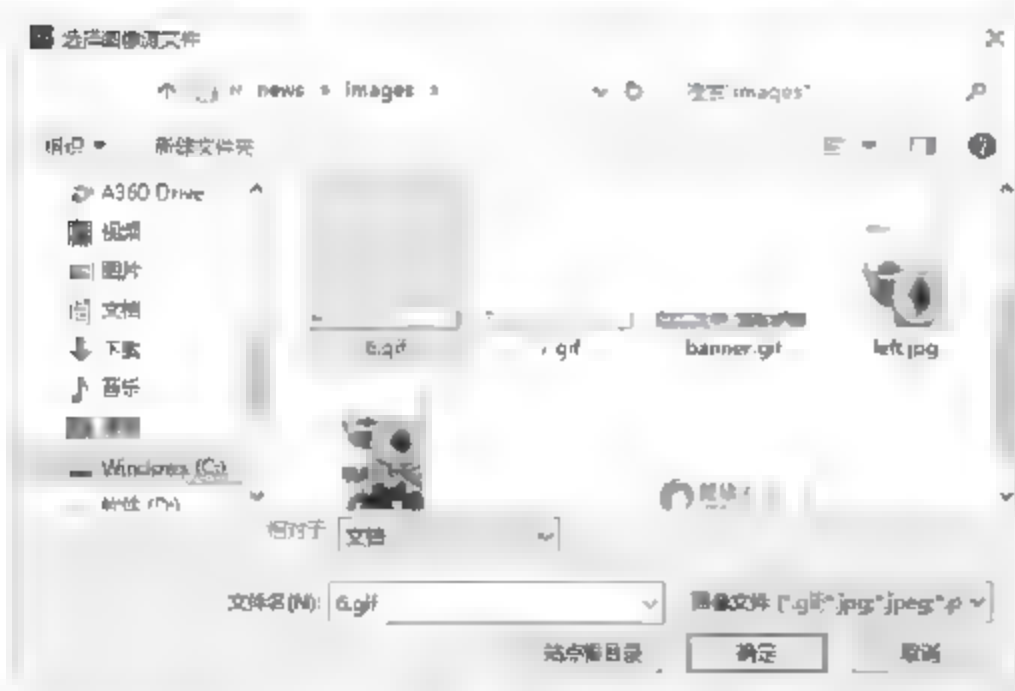 选择图像源文件
news images
搜索"images"
组织 新建文件夹
A360 Drive
视频
图片
文档
下载
音乐
Windows (C:)
6.gif 7.gif banner.gif left.jpg
相对于 文档
文件名(N): 6.gif
图像文件 (*.gif;*.jpg;*.jpeg;*.p
站点根目录 确定 取消